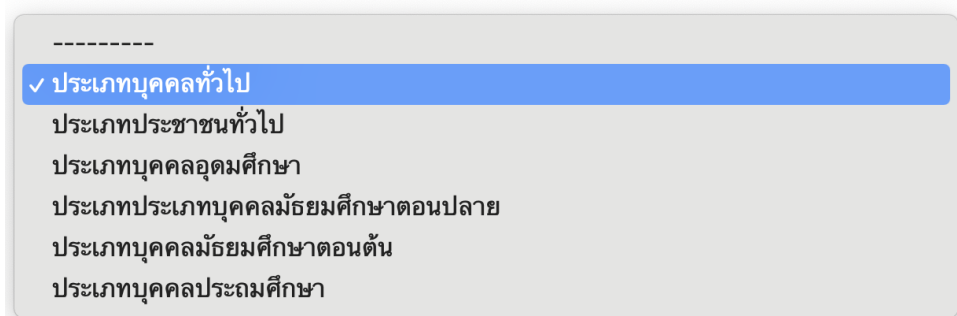 ---------
✓ ประเภทบุคคลทั่วไป
ประเภทประชาชนทั่วไป
ประเภทบุคคลอุดมศึกษา
ประเภทประเภทบุคคลมัธยมศึกษาตอนปลาย
ประเภทบุคคลมัธยมศึกษาตอนต้น
ประเภทบุคคลประถมศึกษา